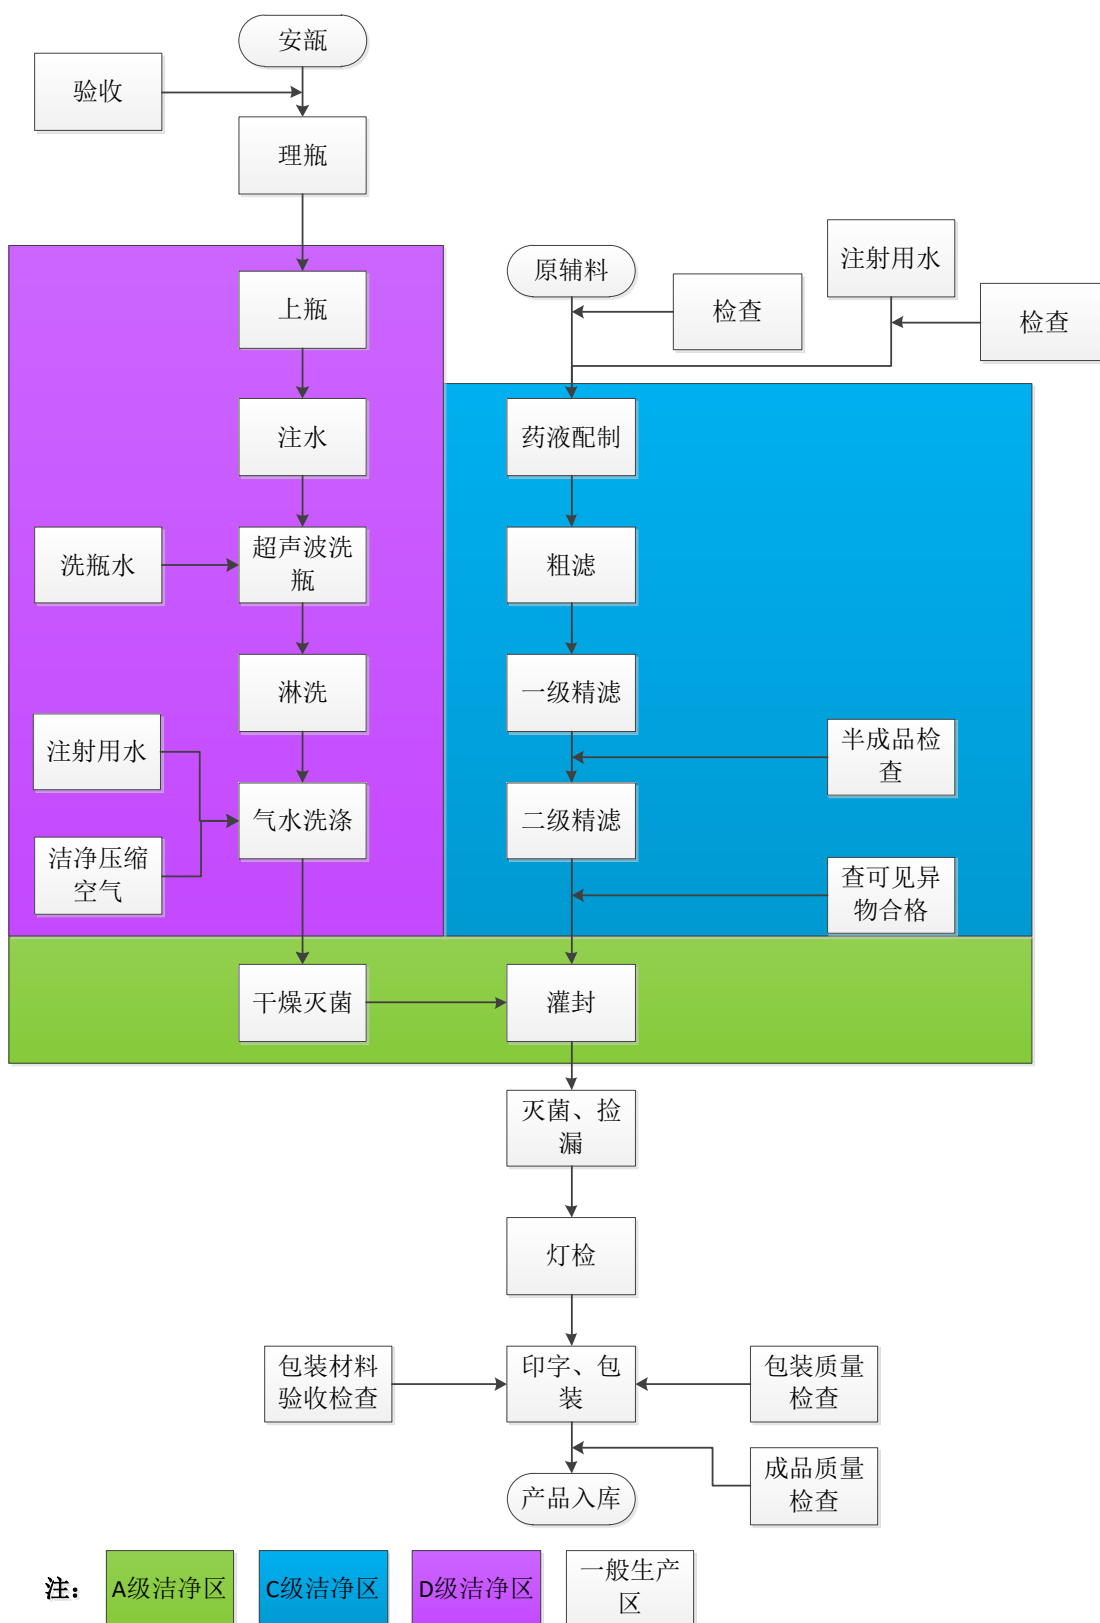 安瓿
验收
理瓶
上瓶
原辅料
注射用水
检查
检查
注水
药液配制
洗瓶水
超声波洗
瓶
粗滤
淋洗
一级精滤
注射用水
半成品检
查
气水洗涤
二级精滤
洁净压缩
空气
查可见异
物合格
干燥灭菌
灌封
灭菌、捡
漏
灯检
包装材料
验收检查
印字、包
装
包装质量
检查
产品入库
成品质量
检查
注：
A级洁净区
C级洁净区
D级洁净区
一般生产
区